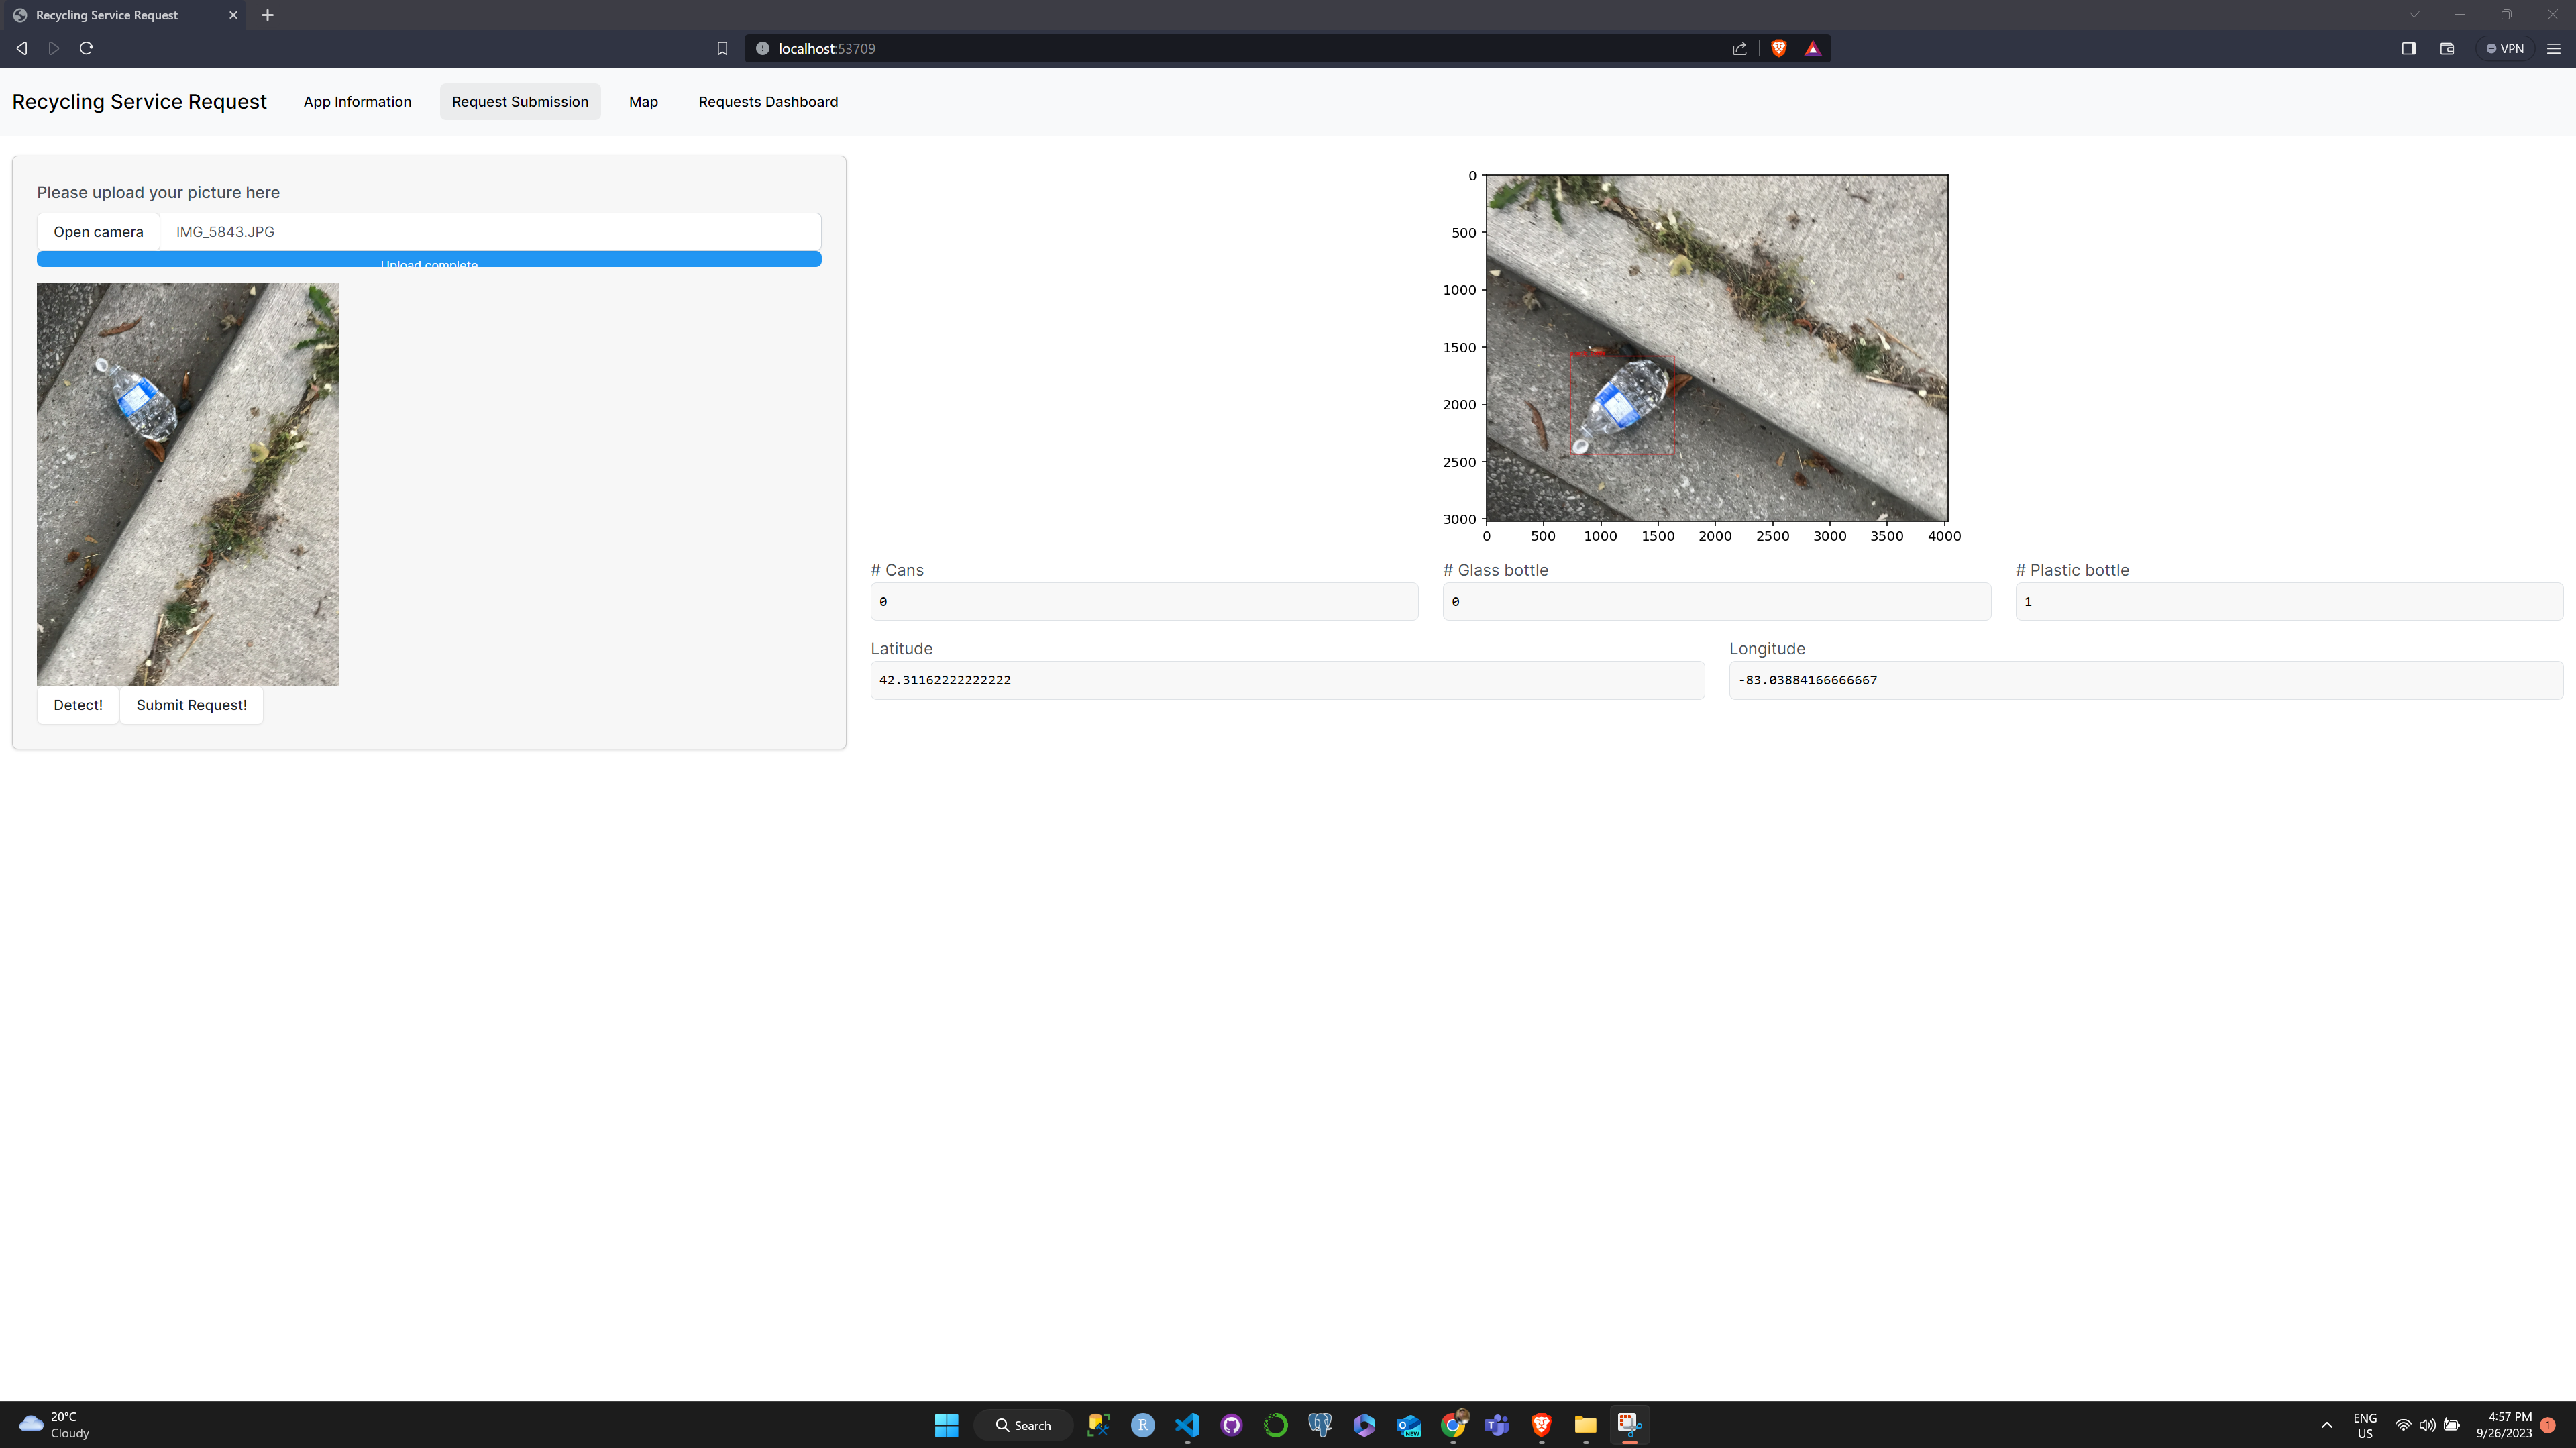 Recycling Service Request
localhost:53709
VPN
Recycling Service Request
App Information
Request Submission
Map
Requests Dashboard
Please upload your picture here
Open camera
IMG_5843.JPG
Upload complete
Detect!
Submit Request!
0
500
1000
1500
2000
2500
3000
0 500 1000 1500 2000 2500 3000 3500 4000
# Cans
0
# Glass bottle
0
# Plastic bottle
1
Latitude
42.31162222222222
Longitude
-83.03884166666667
20°C
Cloudy
Search
R
NEW
ENG
US
4:57 PM
9/26/2023
1